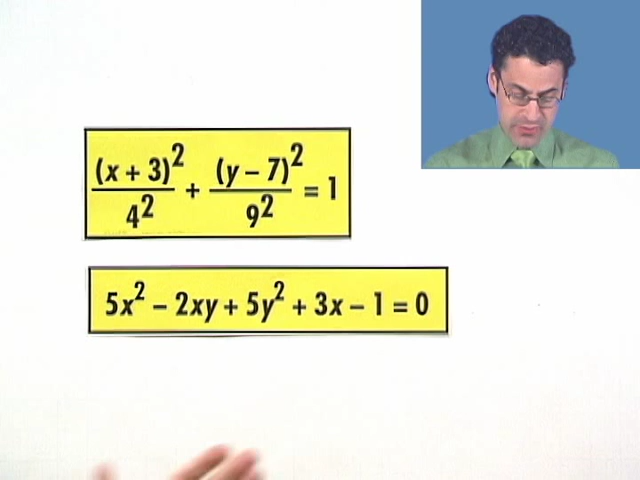 (x + 3)² / 4² + (y – 7)² / 9² = 1
5x² – 2xy + 5y² + 3x – 1 = 0